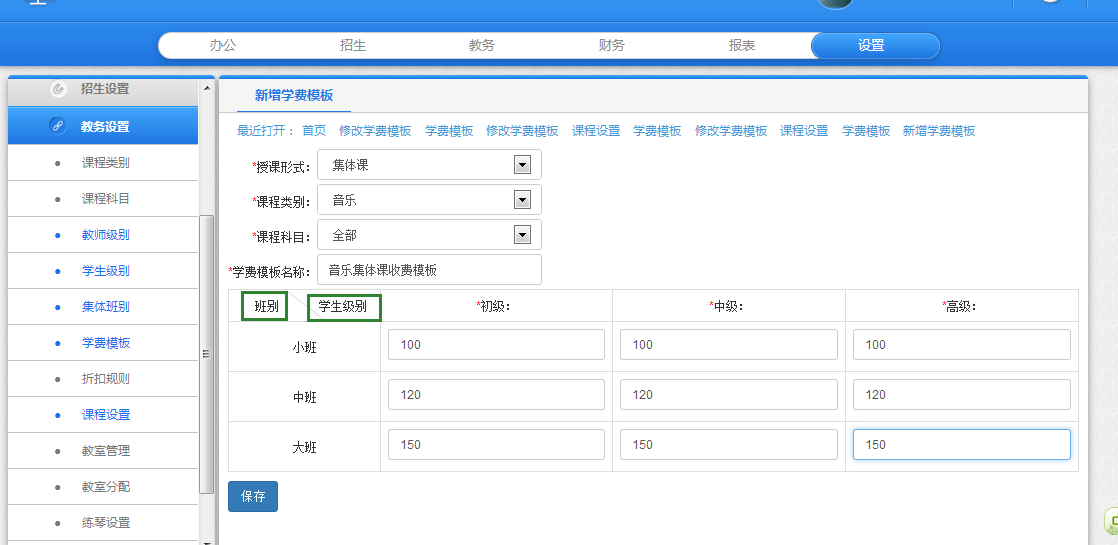 办公 招生 教务 财务 报表 设置
招生设置
教务设置
课程类别
课程科目
教师级别
学生级别
集体班别
学费模板
折扣规则
课程设置
教室管理
教室分配
练琴设置
新增学费模板
最近打开： 首页 修改学费模板 学费模板 修改学费模板 课程设置 学费模板 修改学费模板 课程设置 学费模板 新增学费模板
*授课形式： 集体课
*课程类别： 音乐
*课程科目： 全部
*学费模板名称： 音乐集体课收费模板
班别 学生级别 *初级： *中级： *高级：
小班 100 100 100
中班 120 120 120
大班 150 150 150
保存